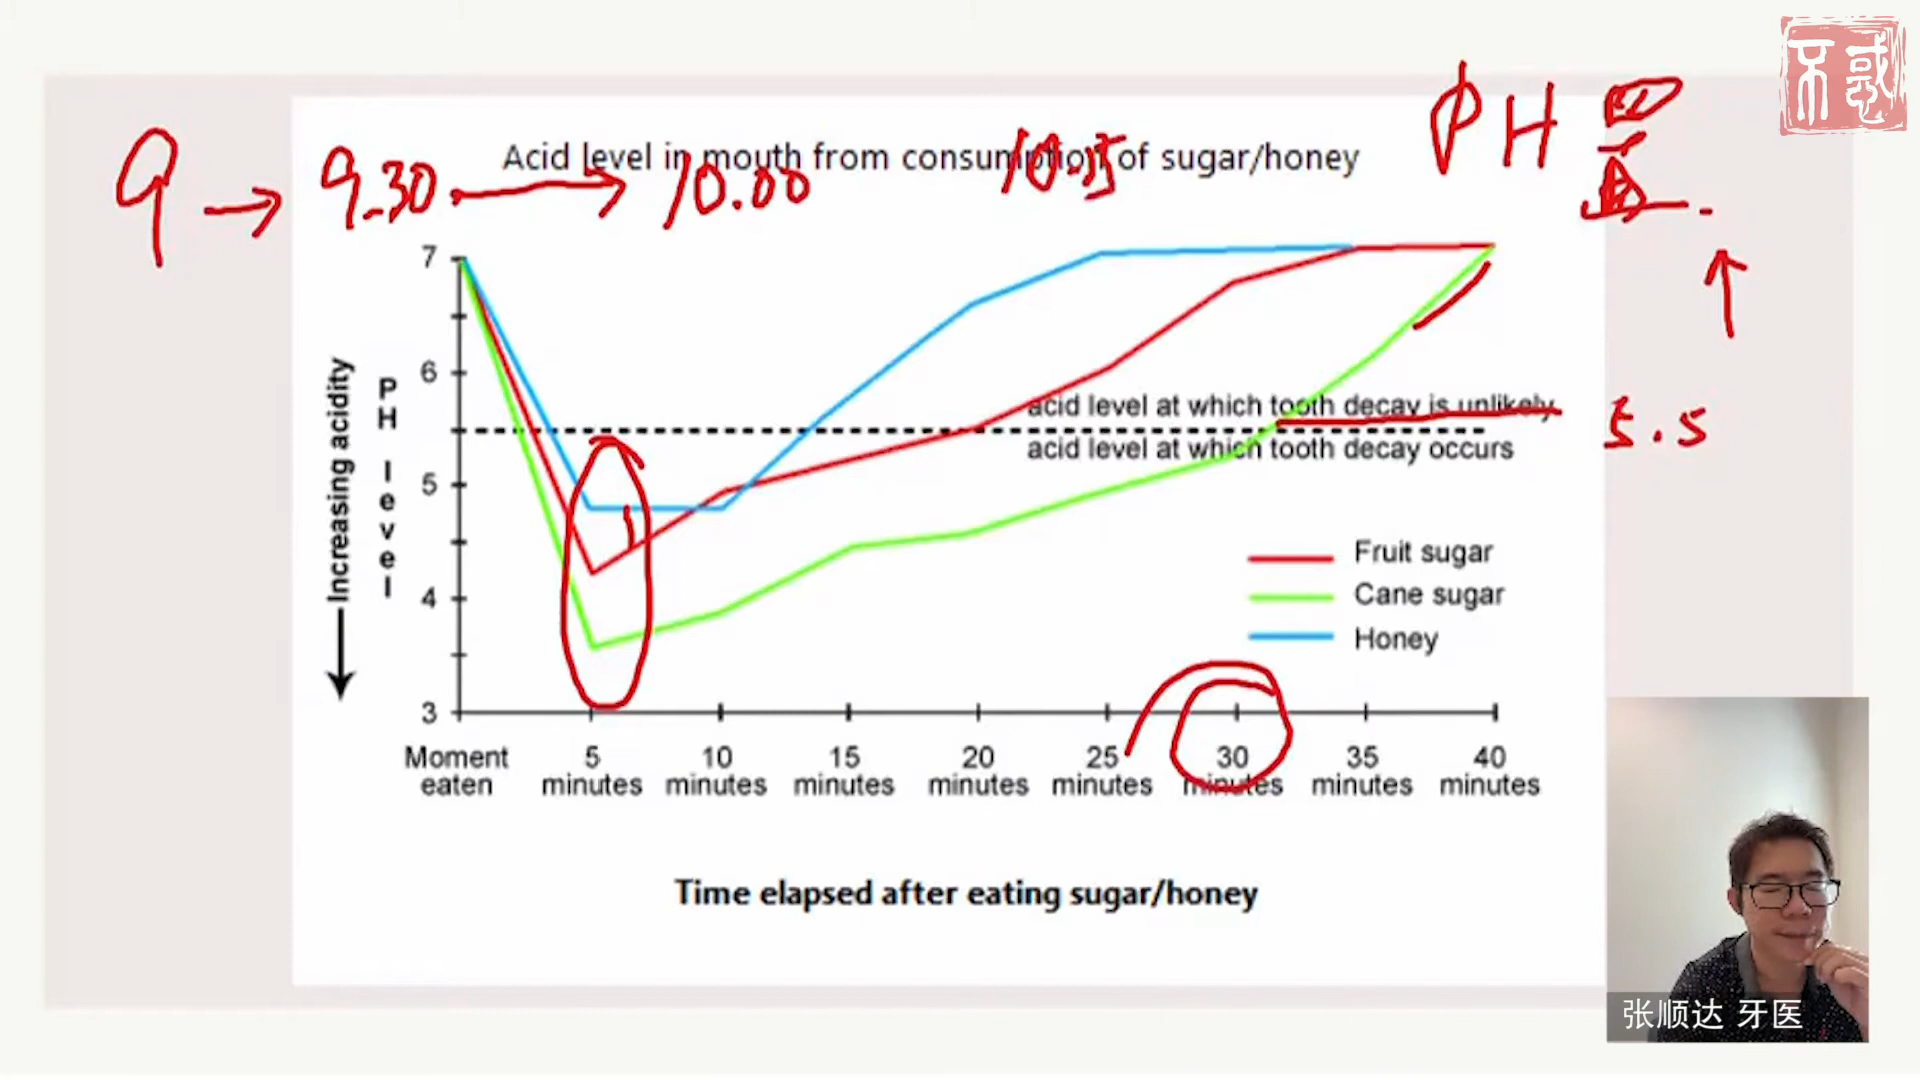 不惑
PH
9 → 9.30 → 10.00 10.15
Acid level in mouth from consumption of sugar/honey
7
6
5
4
3
Increasing acidity
PH level
acid level at which tooth decay is unlikely
5.5
acid level at which tooth decay occurs
Fruit sugar
Cane sugar
Honey
Moment eaten
5 minutes
10 minutes
15 minutes
20 minutes
25 minutes
30 minutes
35 minutes
40 minutes
Time elapsed after eating sugar/honey
张顺达 牙医